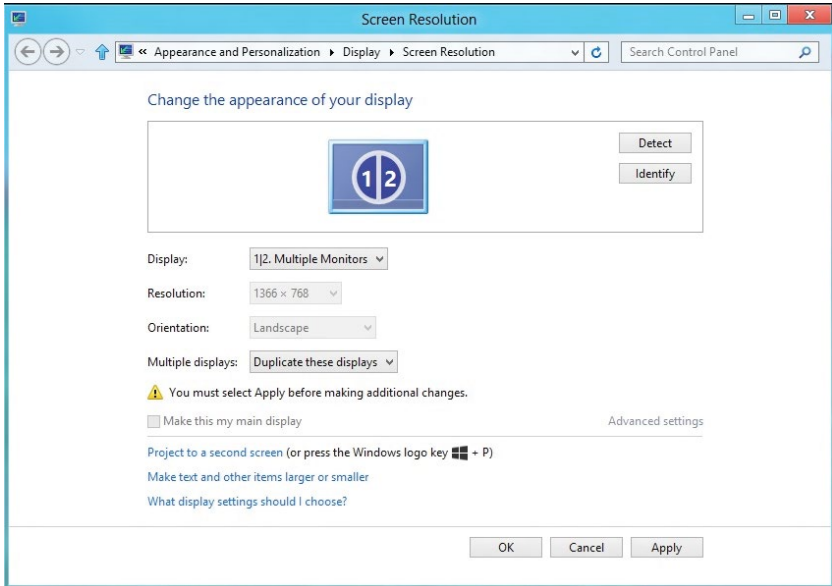 Screen Resolution
« Appearance and Personalization Display Screen Resolution Search Control Panel
Change the appearance of your display
1|2
Detect
Identify
Display: 1|2. Multiple Monitors
Resolution: 1366 × 768
Orientation: Landscape
Multiple displays: Duplicate these displays
You must select Apply before making additional changes.
Make this my main display Advanced settings
Project to a second screen (or press the Windows logo key + P)
Make text and other items larger or smaller
What display settings should I choose?
OK Cancel Apply